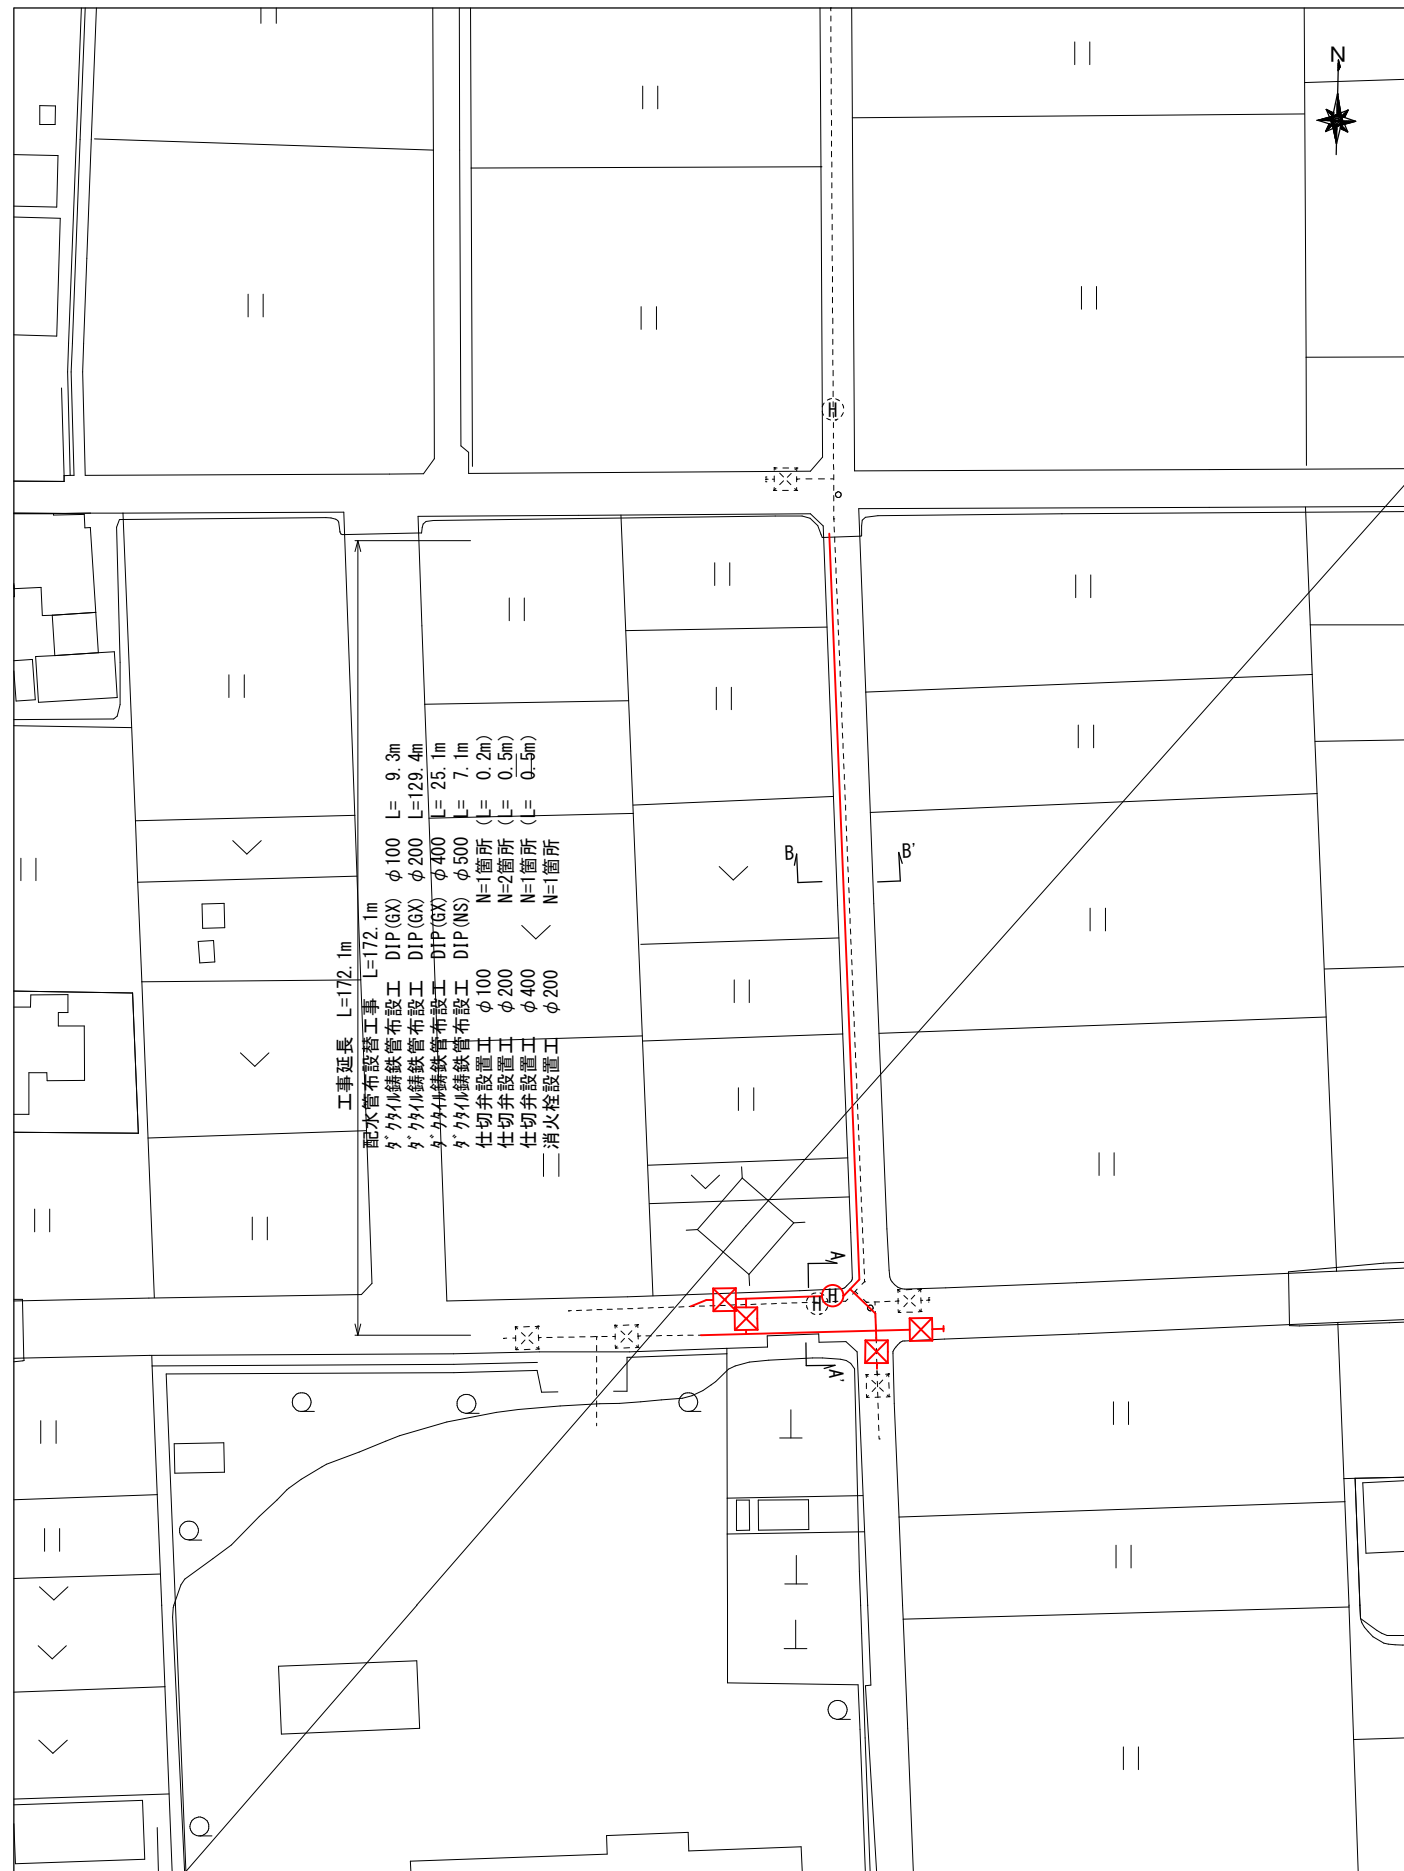 N
H
B
B'
工事延長 L=172.1m
配水管布設替工事 L=172.1m
ダクタイル鋳鉄管布設工 DIP(GX) φ100 L= 9.3m
ダクタイル鋳鉄管布設工 DIP(GX) φ200 L=129.4m
ダクタイル鋳鉄管布設工 DIP(GX) φ400 L= 25.1m
ダクタイル鋳鉄管布設工 DIP(NS) φ500 L= 7.1m
仕切弁設置工 φ100 N=1箇所 (L= 0.2m)
仕切弁設置工 φ200 N=2箇所 (L= 0.5m)
仕切弁設置工 φ400 N=1箇所 (L= 0.5m)
消火栓設置工 φ200 N=1箇所
A
H
H
A'